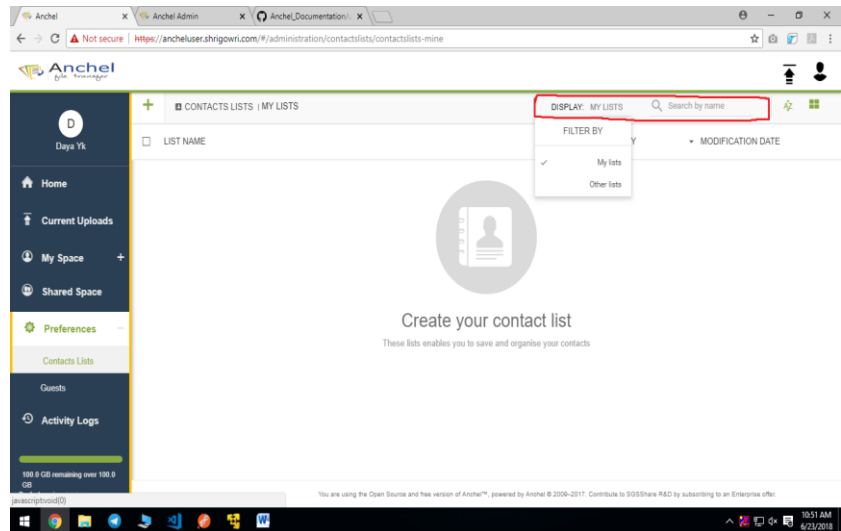 Anchel
Anchel Admin
Anchel_Documentation/
Not secure | https://ancheluser.shrigowri.com/#/administration/contactslists/contactslists-mine
Anchel
file transfer
D
Daya Yk
Home
Current Uploads
My Space +
Shared Space
Preferences
Contacts Lists
Guests
Activity Logs
100.0 GB remaining over 100.0
GB
+ CONTACTS LISTS | MY LISTS
DISPLAY: MY LISTS
Search by name
LIST NAME
Y
MODIFICATION DATE
FILTER BY
My lists
Other lists
Create your contact list
These lists enables you to save and organise your contacts
You are using the Open Source and free version of Anchel™, powered by Anchel © 2009–2017. Contribute to SGSShare R&D by subscribing to an Enterprise offer.
javascript:void(0)
10:51 AM
6/23/2018